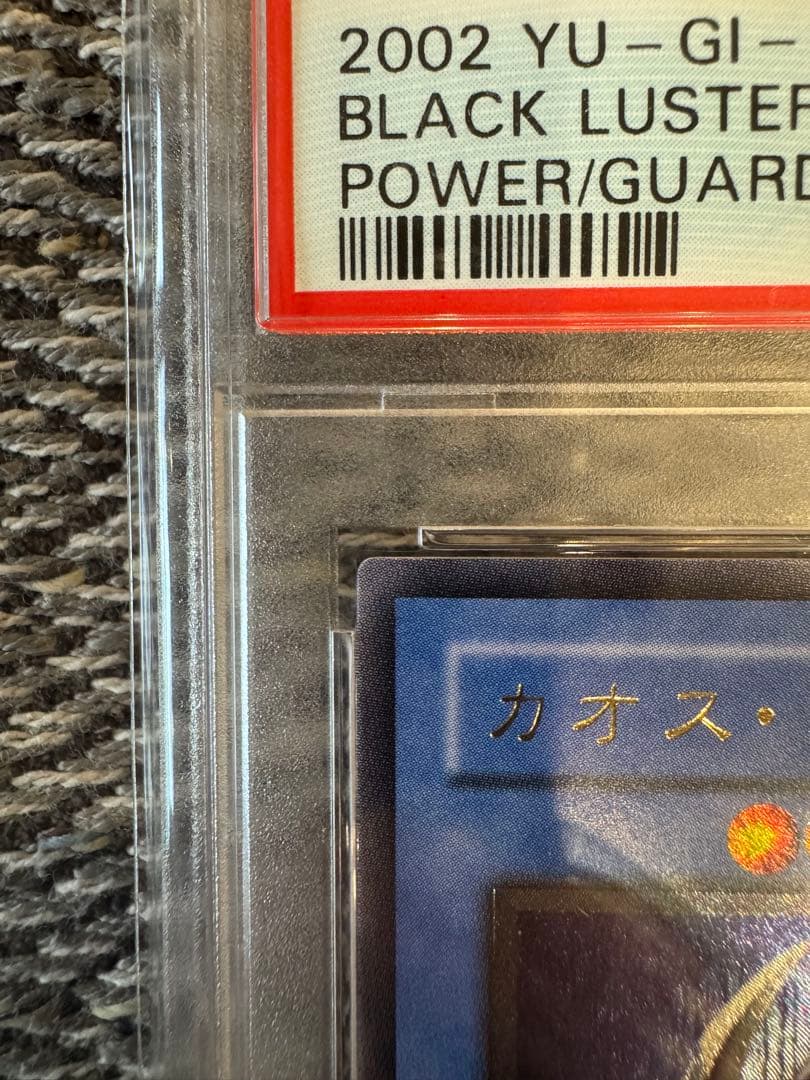 2002 YU-GI-
BLACK LUSTER
POWER/GUARD
カオス・